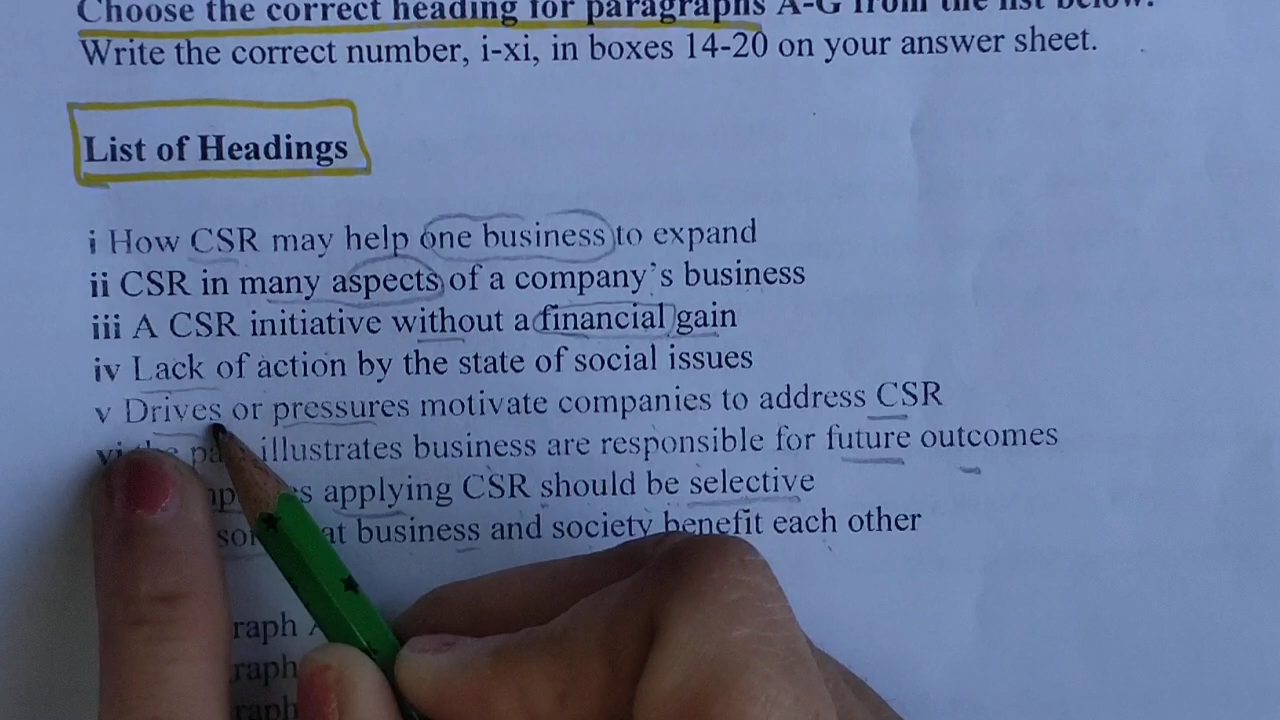 Choose the correct heading for paragraphs A-G from the list below.
Write the correct number, i-xi, in boxes 14-20 on your answer sheet.
List of Headings
i How CSR may help one business to expand
ii CSR in many aspects of a company's business
iii A CSR initiative without a financial gain
iv Lack of action by the state of social issues
v Drives or pressures motivate companies to address CSR
illustrates business are responsible for future outcomes
applying CSR should be selective
business and society benefit each other